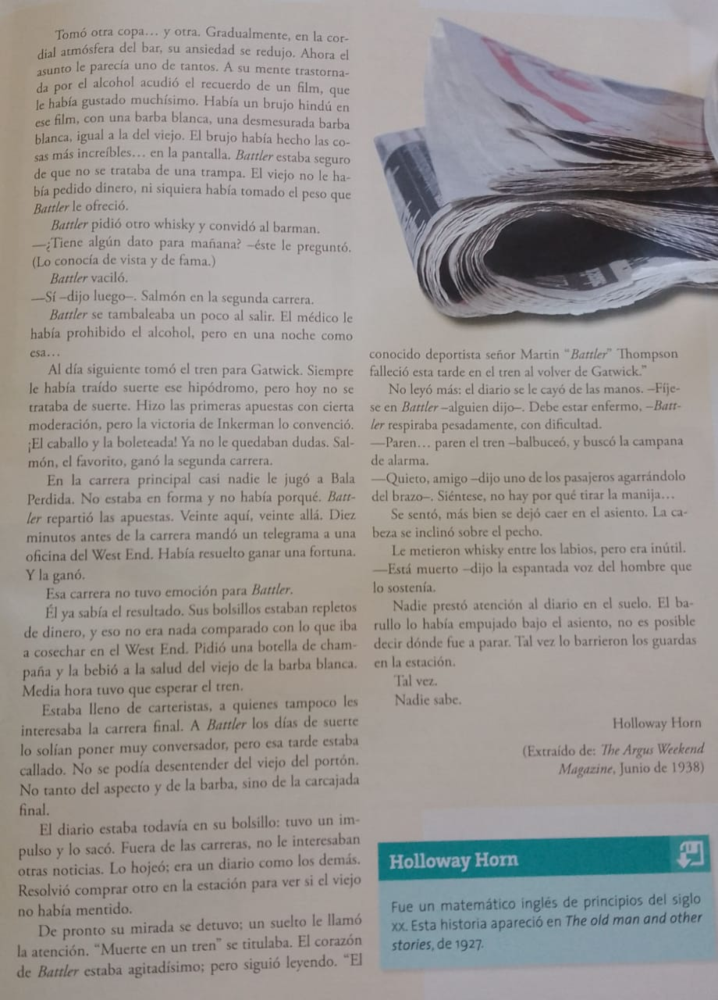 Tomó otra copa... y otra. Gradualmente, en la cor-
dial atmósfera del bar, su ansiedad se redujo. Ahora el
asunto le parecía uno de tantos. A su mente trastorna-
da por el alcohol acudió el recuerdo de un film, que
le había gustado muchísimo. Había un brujo hindú en
ese film, con una barba blanca, una desmesurada barba
blanca, igual a la del viejo. El brujo había hecho las co-
sas más increíbles... en la pantalla. Battler estaba seguro
de que no se trataba de una trampa. El viejo no le ha-
bía pedido dinero, ni siquiera había tomado el peso que
Battler le ofreció.
Battler pidió otro whisky y convidó al barman.
—¿Tiene algún dato para mañana? –éste le preguntó.
(Lo conocía de vista y de fama.)
Battler vaciló.
—Sí –dijo luego–. Salmón en la segunda carrera.
Battler se tambaleaba un poco al salir. El médico le
había prohibido el alcohol, pero en una noche como
esa...
Al día siguiente tomó el tren para Gatwick. Siempre
le había traído suerte ese hipódromo, pero hoy no se
trataba de suerte. Hizo las primeras apuestas con cierta
moderación, pero la victoria de Inkerman lo convenció.
¡El caballo y la boleteada! Ya no le quedaban dudas. Sal-
món, el favorito, ganó la segunda carrera.
En la carrera principal casi nadie le jugó a Bala
Perdida. No estaba en forma y no había porqué. Batt-
ler repartió las apuestas. Veinte aquí, veinte allá. Diez
minutos antes de la carrera mandó un telegrama a una
oficina del West End. Había resuelto ganar una fortuna.
Y la ganó.
Esa carrera no tuvo emoción para Battler.
Él ya sabía el resultado. Sus bolsillos estaban repletos
de dinero, y eso no era nada comparado con lo que iba
a cosechar en el West End. Pidió una botella de cham-
paña y la bebió a la salud del viejo de la barba blanca.
Media hora tuvo que esperar el tren.
Estaba lleno de carteristas, a quienes tampoco les
interesaba la carrera final. A Battler los días de suerte
lo solían poner muy conversador, pero esa tarde estaba
callado. No se podía desentender del viejo del portón.
No tanto del aspecto y de la barba, sino de la carcajada
final.
El diario estaba todavía en su bolsillo: tuvo un im-
pulso y lo sacó. Fuera de las carreras, no le interesaban
otras noticias. Lo hojeó; era un diario como los demás.
Resolvió comprar otro en la estación para ver si el viejo
no había mentido.
De pronto su mirada se detuvo; un suelto le llamó
la atención. “Muerte en un tren” se titulaba. El corazón
de Battler estaba agitadísimo; pero siguió leyendo. “El
conocido deportista señor Martin “Battler” Thompson
falleció esta tarde en el tren al volver de Gatwick.”
No leyó más: el diario se le cayó de las manos. –Fíje-
se en Battler –alguien dijo–. Debe estar enfermo, –Batt-
ler respiraba pesadamente, con dificultad.
—Paren... paren el tren –balbuceó, y buscó la campana
de alarma.
—Quieto, amigo –dijo uno de los pasajeros agarrándolo
del brazo–. Siéntese, no hay por qué tirar la manija...
Se sentó, más bien se dejó caer en el asiento. La ca-
beza se inclinó sobre el pecho.
Le metieron whisky entre los labios, pero era inútil.
—Está muerto –dijo la espantada voz del hombre que
lo sostenía.
Nadie prestó atención al diario en el suelo. El ba-
rullo lo había empujado bajo el asiento, no es posible
decir dónde fue a parar. Tal vez lo barrieron los guardas
en la estación.
Tal vez.
Nadie sabe.
Holloway Horn
(Extraído de: The Argus Weekend
Magazine, Junio de 1938)
Holloway Horn
Fue un matemático inglés de principios del siglo
XX. Esta historia apareció en The old man and other
stories, de 1927.